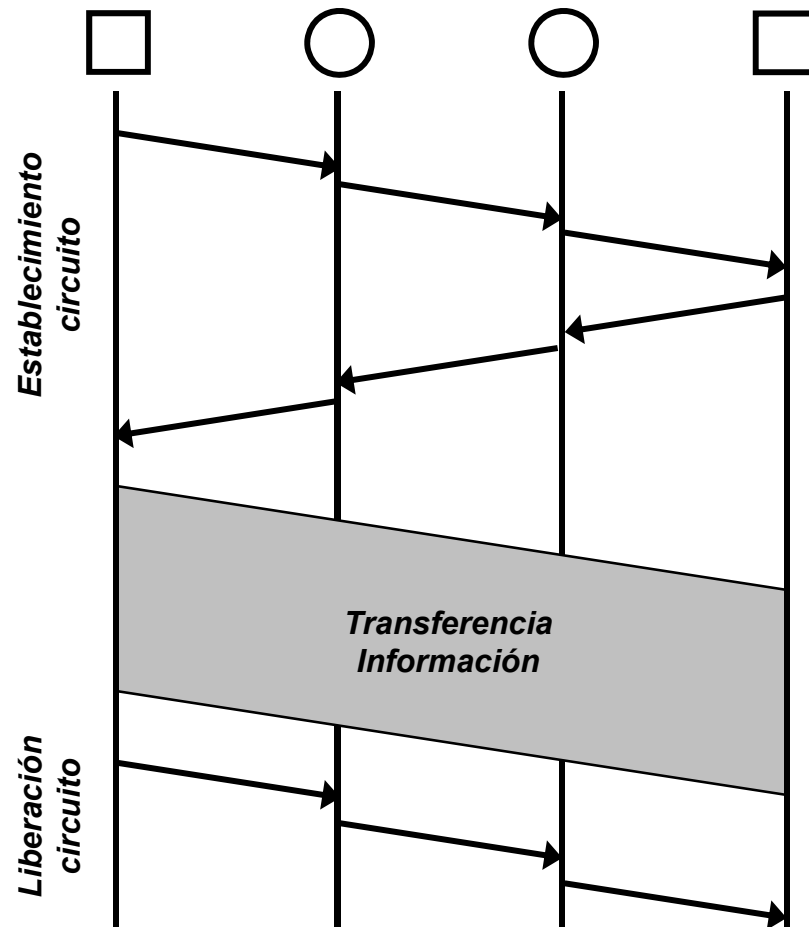 Establecimiento
circuito
Transferencia
Información
Liberación
circuito